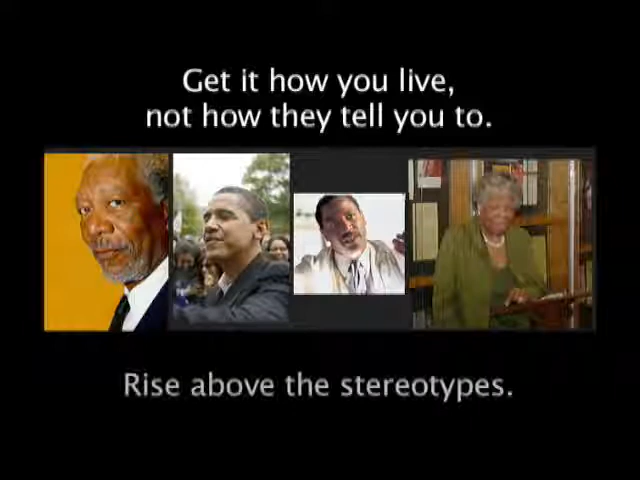 Get it how you live,
not how they tell you to.
Rise above the stereotypes.